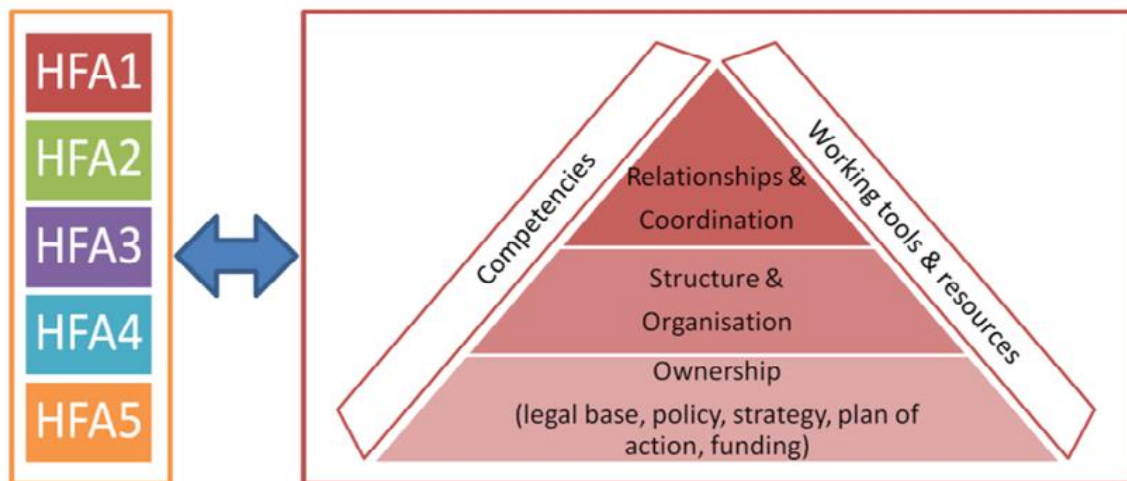 HFA1
HFA2
HFA3
HFA4
HFA5
Competencies
Working tools & resources
Relationships &
Coordination
Structure &
Organisation
Ownership
(legal base, policy, strategy, plan of
action, funding)